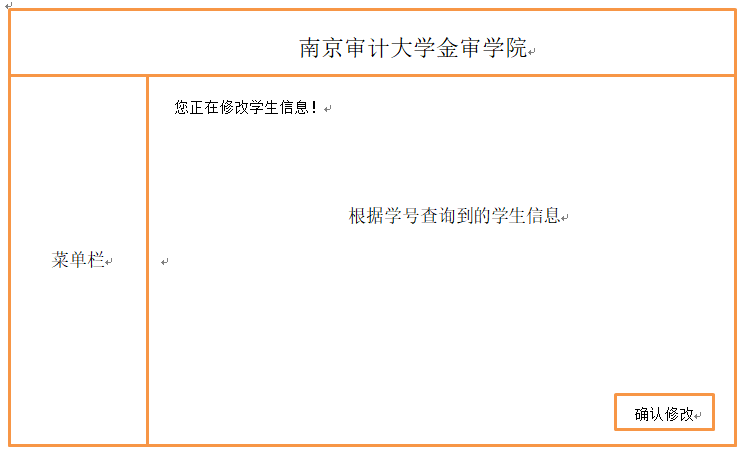 南京审计大学金审学院
您正在修改学生信息！
根据学号查询到的学生信息
菜单栏
确认修改